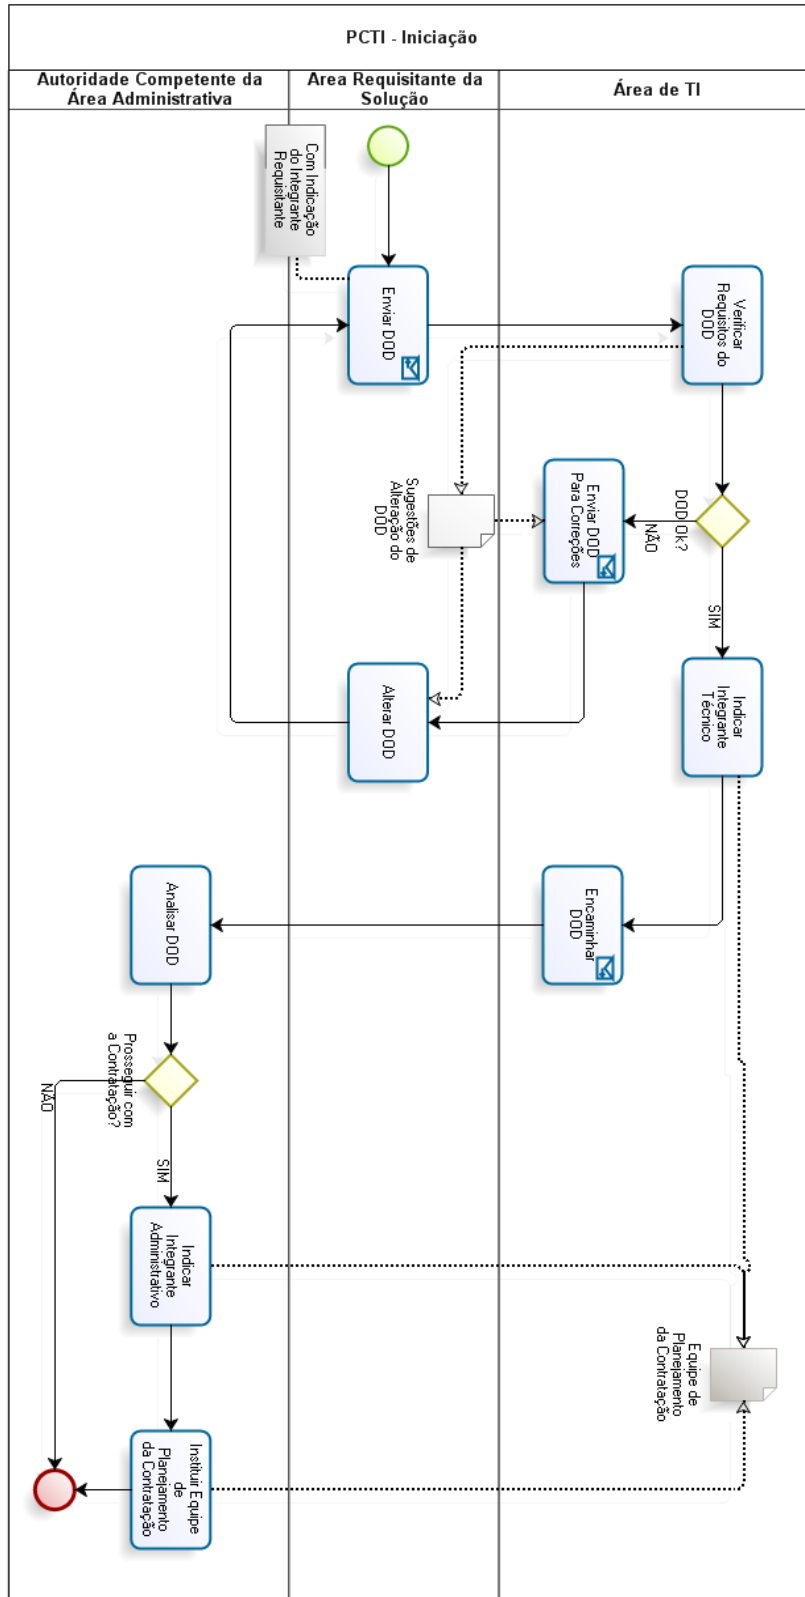 PCTI - Iniciação
Autoridade Competente da
Área Administrativa
Area Requisitante da
Solução
Área de TI
Com Indicação
do Integrante
Requisitante
Enviar DOD
Verificar
Requisitos do
DOD
Sugestões de
Alteração do
DOD
Enviar DOD
Para Correções
DOD Ok?
NÃO
SIM
Alterar DOD
Indicar
Integrante
Técnico
Analisar DOD
Encaminhar
DOD
Prosseguir com
a Contratação?
NÃO
SIM
Indicar
Integrante
Administrativo
Equipe de
Planejamento
da Contratação
Instituir Equipe
de
Planejamento
da Contratação